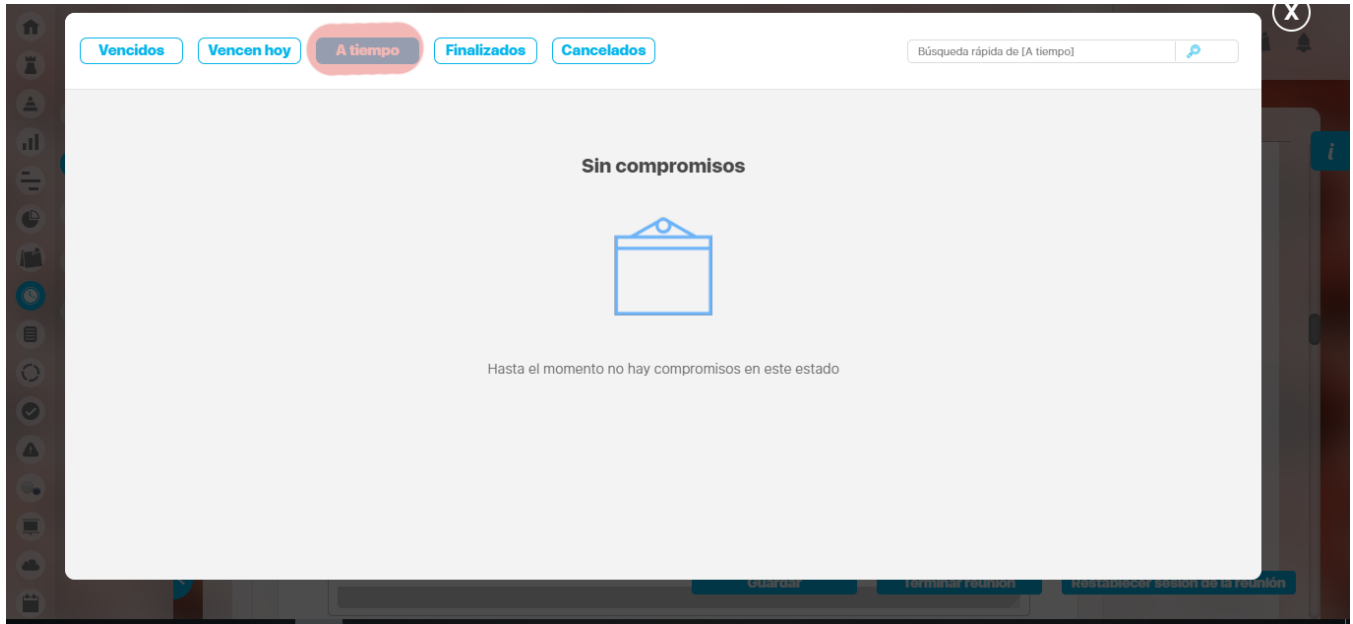 X
Vencidos
Vencen hoy
A tiempo
Finalizados
Cancelados
Búsqueda rápida de [A tiempo]
i
Sin compromisos
Hasta el momento no hay compromisos en este estado
Guardar
Terminar reunión
Restablecer sesión de la reunión